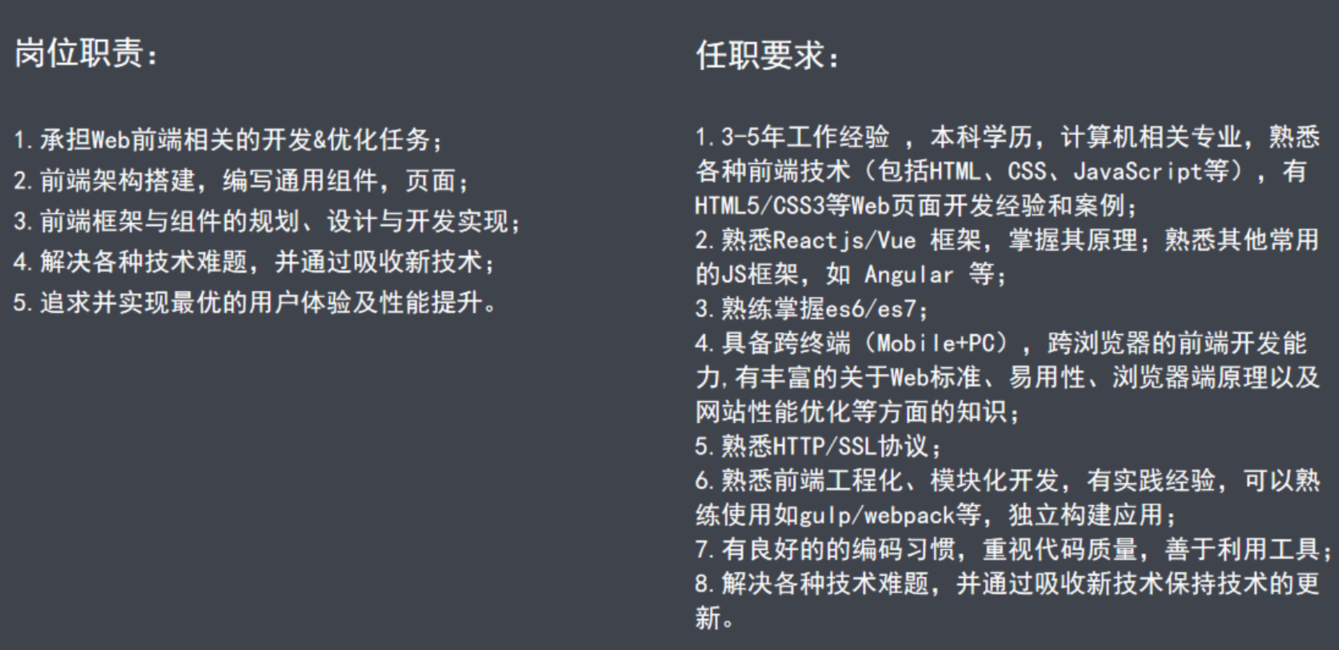 岗位职责：
1.承担Web前端相关的开发&优化任务；
2.前端架构搭建，编写通用组件，页面；
3.前端框架与组件的规划、设计与开发实现；
4.解决各种技术难题，并通过吸收新技术；
5.追求并实现最优的用户体验及性能提升。
任职要求：
1.3-5年工作经验 ，本科学历，计算机相关专业，熟悉
各种前端技术（包括HTML、CSS、JavaScript等），有
HTML5/CSS3等Web页面开发经验和案例；
2.熟悉Reactjs/Vue 框架，掌握其原理；熟悉其他常用
的JS框架，如 Angular 等；
3.熟练掌握es6/es7；
4.具备跨终端（Mobile+PC），跨浏览器的前端开发能
力,有丰富的关于Web标准、易用性、浏览器端原理以及
网站性能优化等方面的知识；
5.熟悉HTTP/SSL协议；
6.熟悉前端工程化、模块化开发，有实践经验，可以熟
练使用如gulp/webpack等，独立构建应用；
7.有良好的的编码习惯，重视代码质量，善于利用工具；
8.解决各种技术难题，并通过吸收新技术保持技术的更
新。